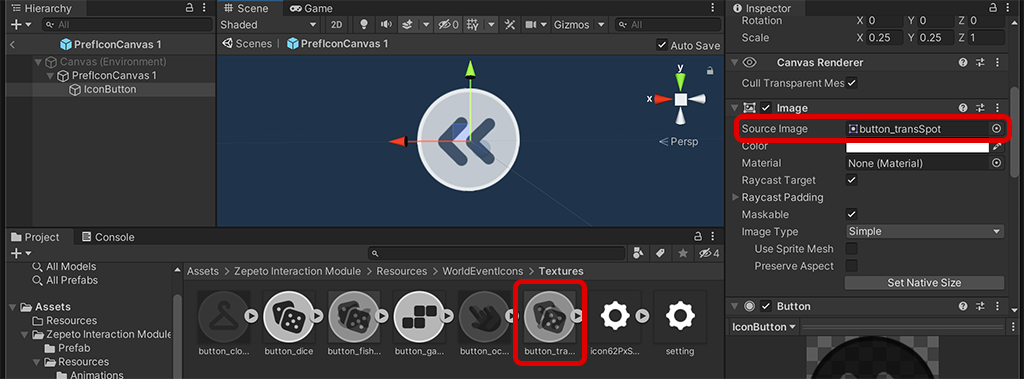 Hierarchy
All
PrefIconCanvas 1
Canvas (Environment)
PrefIconCanvas 1
IconButton
Scene
Game
Shaded
2D
0
Gizmos
All
Scenes
PrefIconCanvas 1
Auto Save
y
x
Persp
Inspector
Rotation X 0 Y 0 Z 0
Scale X 0.25 Y 0.25 Z 1
Canvas Renderer
Cull Transparent Mes
Image
Source Image button_transSpot
Color
Material None (Material)
Raycast Target
Raycast Padding
Maskable
Image Type Simple
Use Sprite Mesh
Preserve Aspect
Set Native Size
Button
IconButton
Project
Console
4
All Models
All Prefabs
Assets
Resources
Zepeto Interaction Module
Prefab
Resources
Animations
Assets
Zepeto Interaction Module
Resources
WorldEventIcons
Textures
button_clo...
button_dice
button_fish...
button_ga...
button_oc...
button_tra...
icon62PxS...
setting